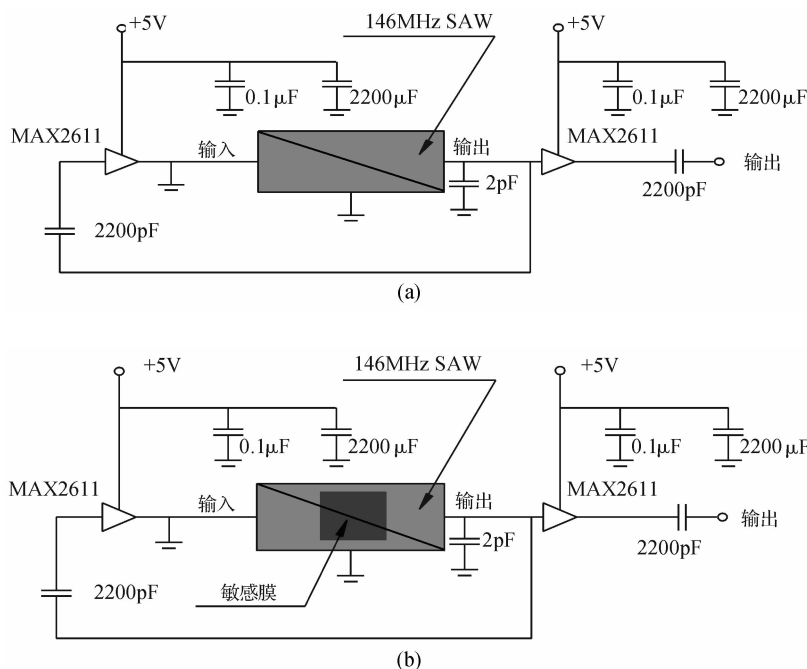 +5V
146MHz SAW
+5V
0.1μF
2200μF
0.1μF
2200μF
MAX2611
输入
输出
MAX2611
2pF
输出
2200pF
2200pF
(a)
+5V
146MHz SAW
+5V
0.1μF
2200μF
0.1μF
2200μF
MAX2611
输入
输出
MAX2611
2pF
输出
2200pF
2200pF
敏感膜
(b)